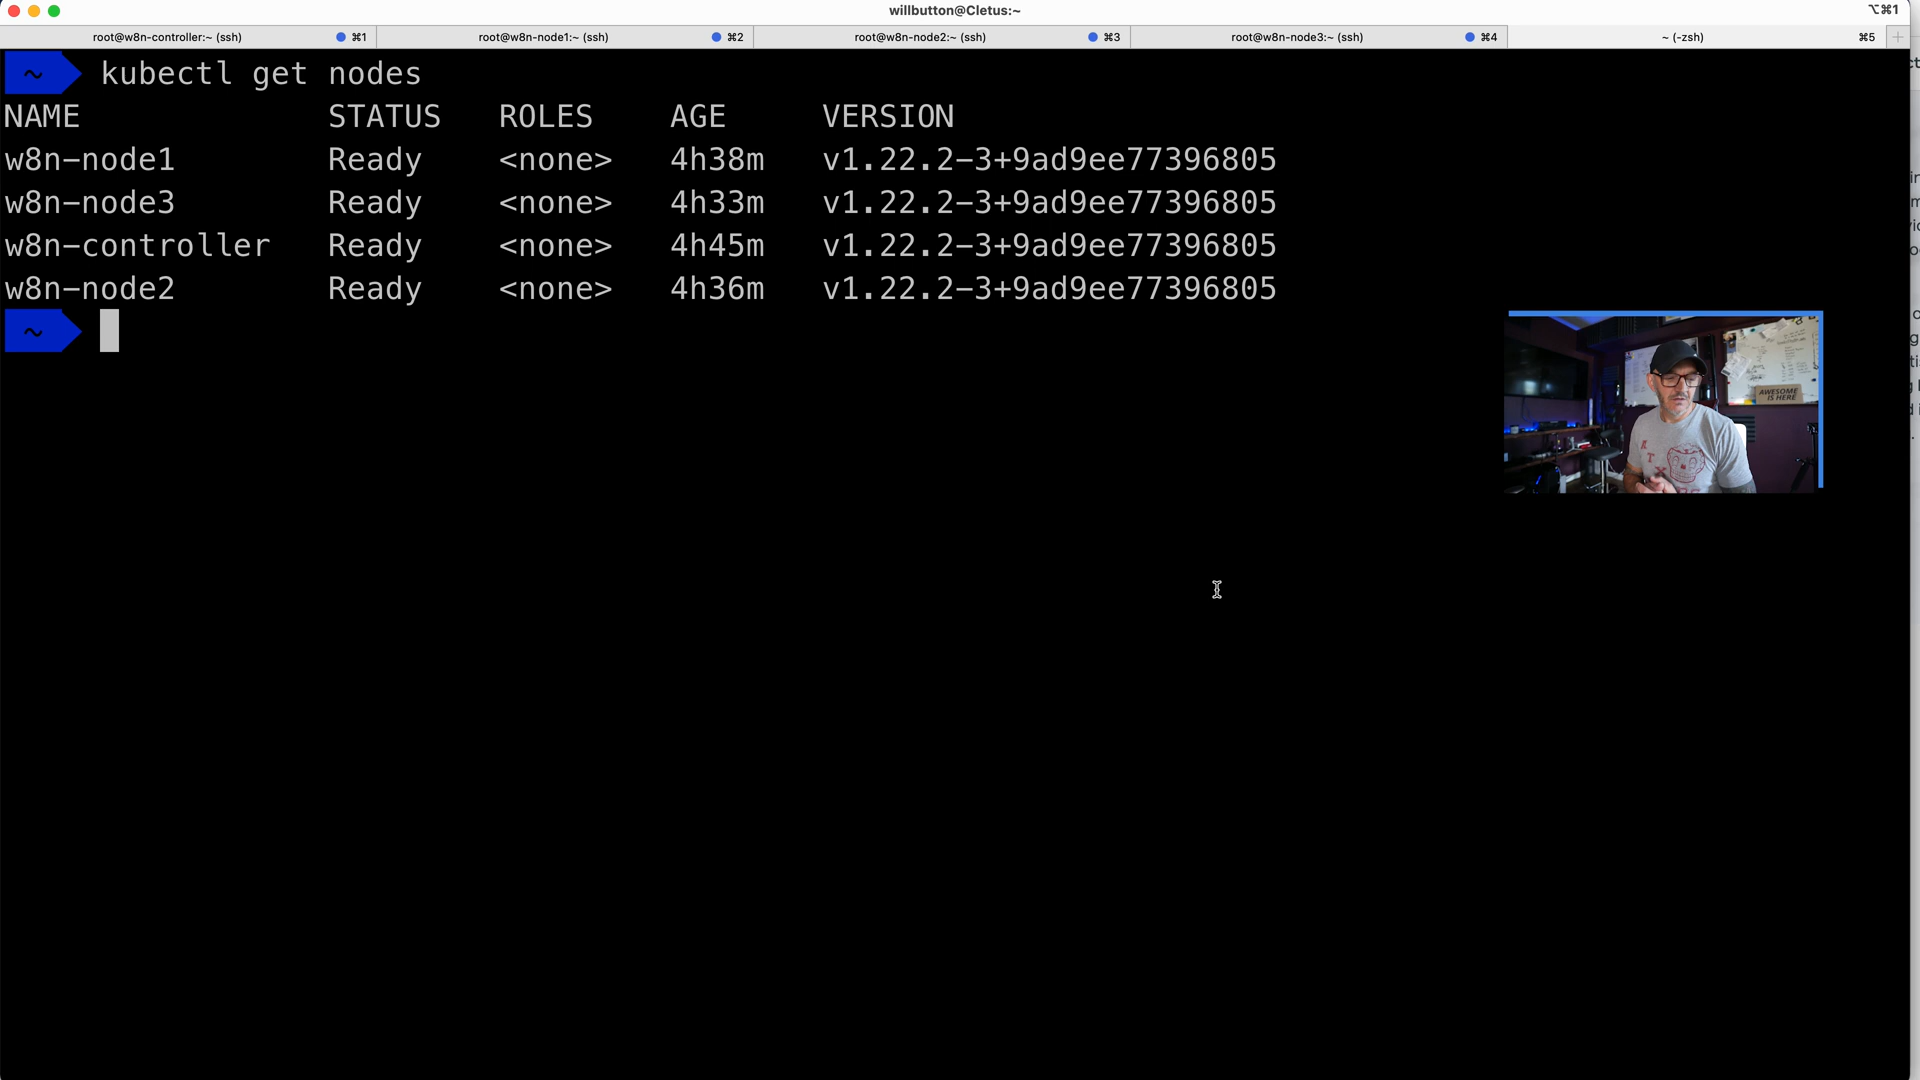 willbutton@Cletus:~
⌥⌘1
root@w8n-controller:~ (ssh) ⌘1
root@w8n-node1:~ (ssh) ⌘2
root@w8n-node2:~ (ssh) ⌘3
root@w8n-node3:~ (ssh) ⌘4
~ (-zsh) ⌘5
~ kubectl get nodes
NAME STATUS ROLES AGE VERSION
w8n-node1 Ready <none> 4h38m v1.22.2-3+9ad9ee77396805
w8n-node3 Ready <none> 4h33m v1.22.2-3+9ad9ee77396805
w8n-controller Ready <none> 4h45m v1.22.2-3+9ad9ee77396805
w8n-node2 Ready <none> 4h36m v1.22.2-3+9ad9ee77396805
~
AWESOME
IS HERE